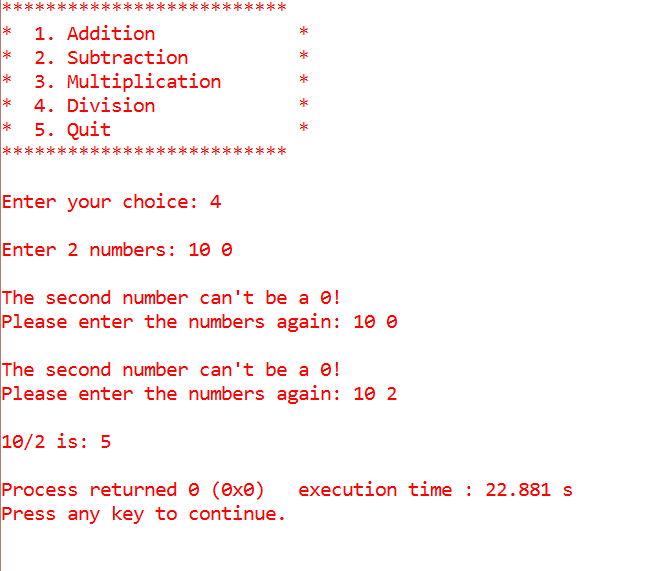 **************************
*  1. Addition             *
*  2. Subtraction          *
*  3. Multiplication       *
*  4. Division             *
*  5. Quit                 *
**************************
Enter your choice: 4
Enter 2 numbers: 10 0
The second number can't be a 0!
Please enter the numbers again: 10 0
The second number can't be a 0!
Please enter the numbers again: 10 2
10/2 is: 5
Process returned 0 (0x0)   execution time : 22.881 s
Press any key to continue.